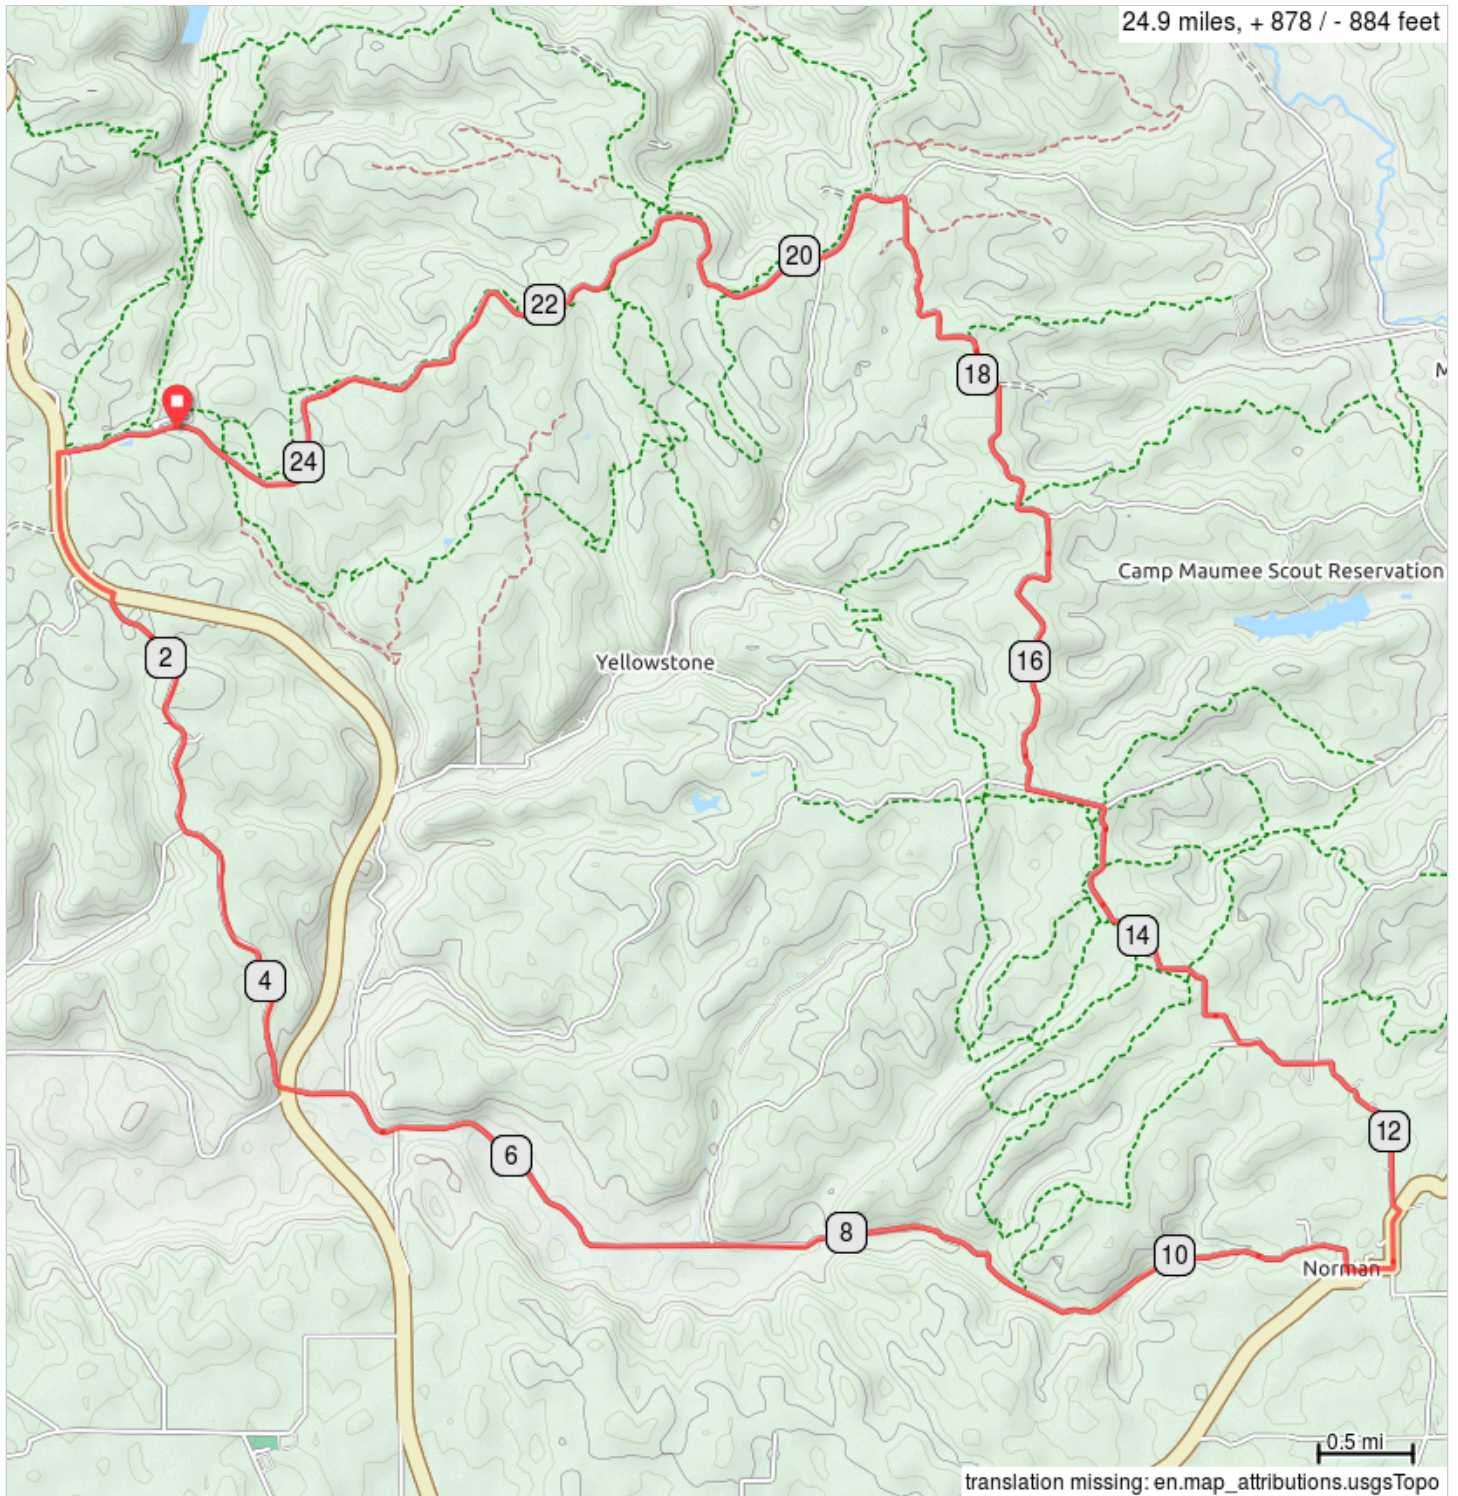 24.9 miles, + 878 / - 884 feet
20
22
18
M
24
Camp Maumee Scout Reservation
2
Yellowstone
16
14
4
12
6
8
10
Norman
0.5 mi
translation missing: en.map_attributions.usgsTopo